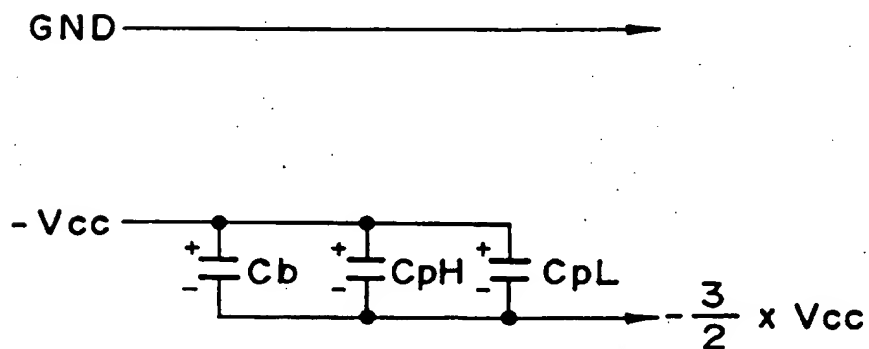 GND
-Vcc
+ Cb + CpH + CpL
- - -
- 3/2 x Vcc